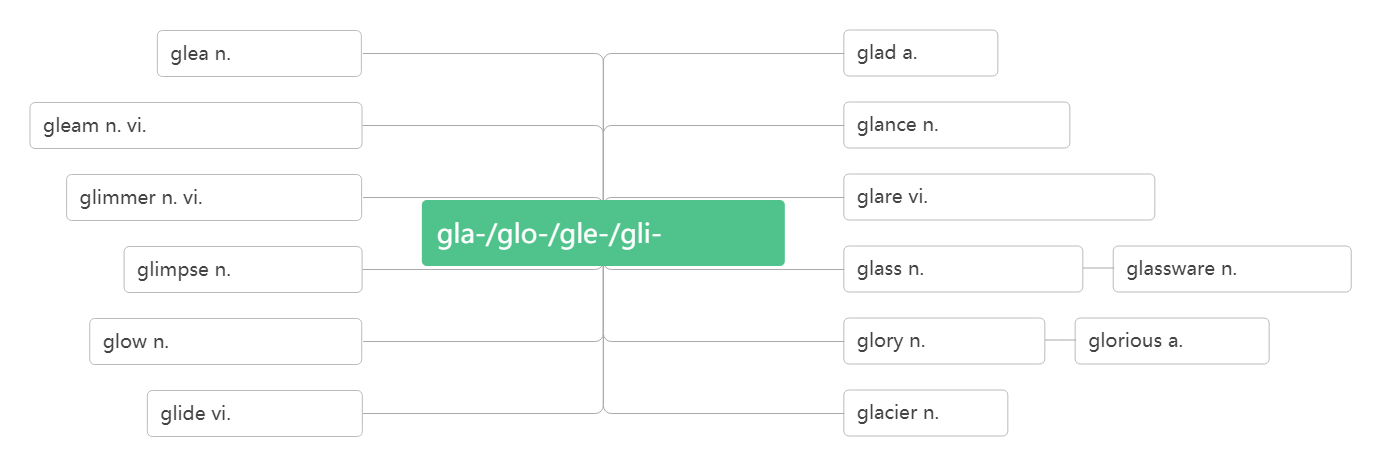 glea n.
gleam n. vi.
glimmer n. vi.
glimpse n.
glow n.
glide vi.
gla-/glo-/gle-/gli-
glad a.
glance n.
glare vi.
glass n.
glassware n.
glory n.
glorious a.
glacier n.